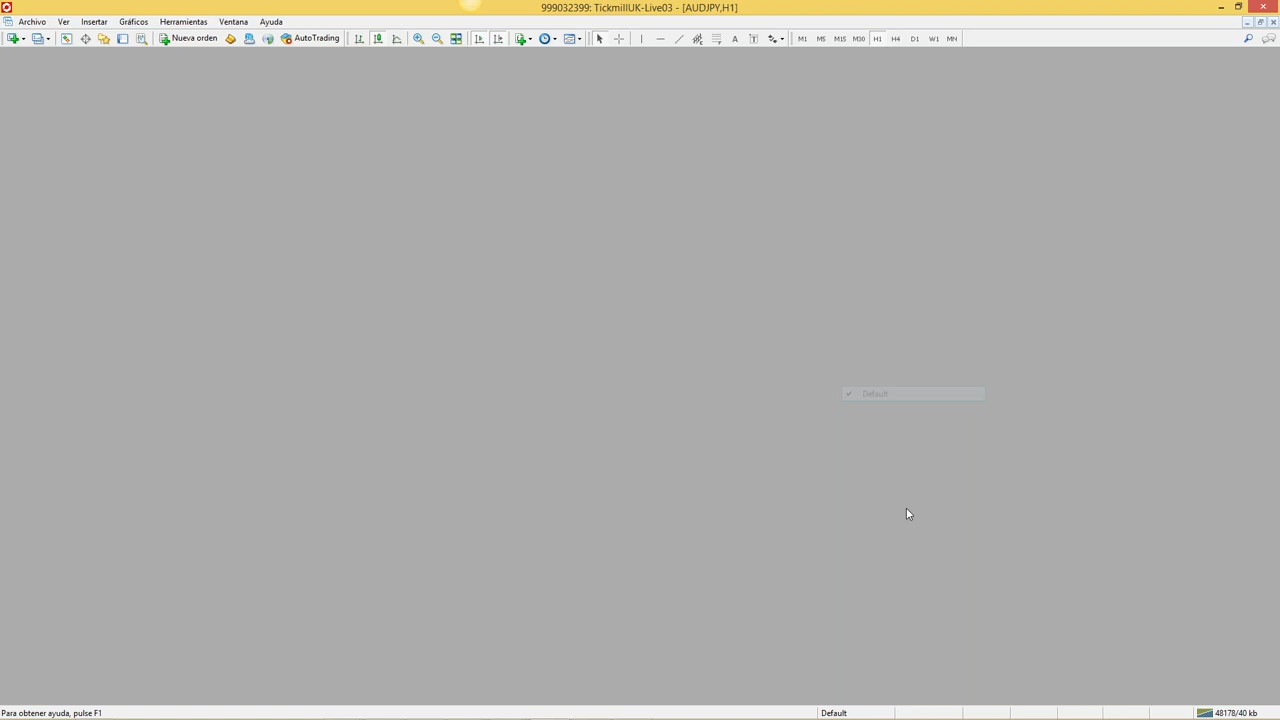 999032399: TickmillUK-Live03 - [AUDJPY,H1]
Archivo Ver Insertar Gráficos Herramientas Ventana Ayuda
Nueva orden AutoTrading A T M1 M5 M15 M30 H1 H4 D1 W1 MN
Default
Para obtener ayuda, pulse F1 Default 48178/40 kb